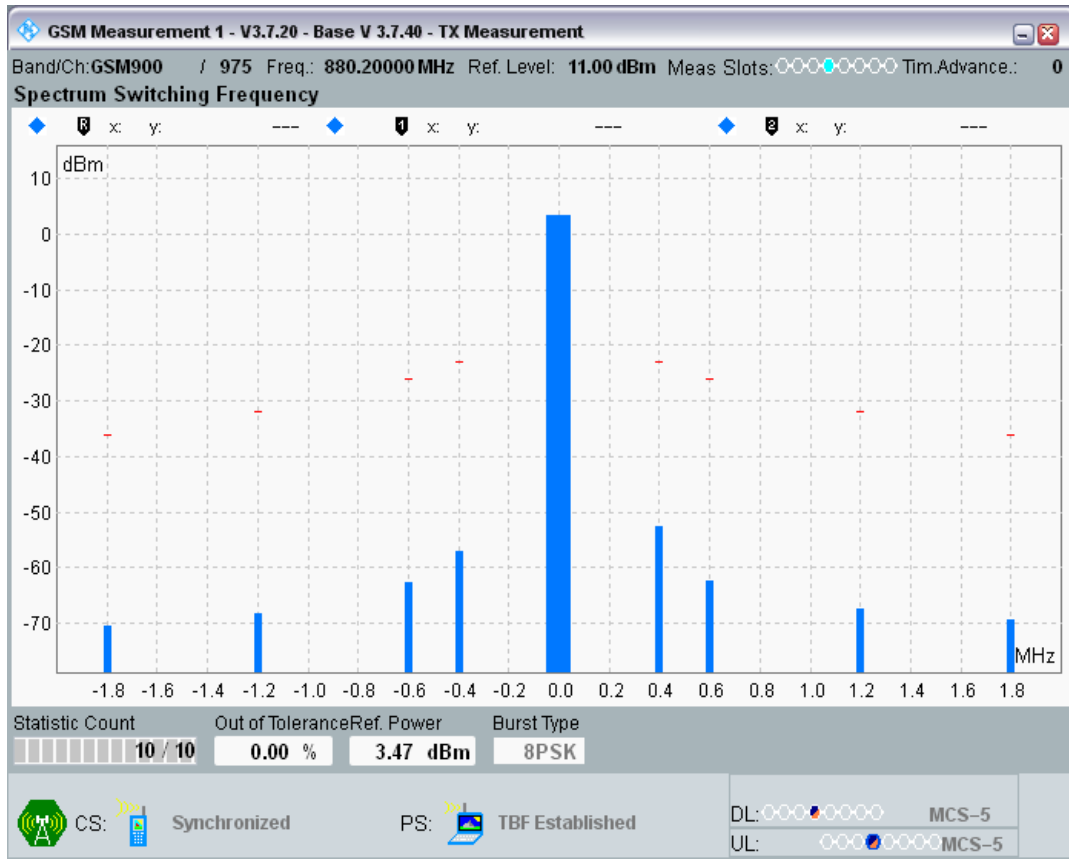 GSM Measurement 1 - V3.7.20 - Base V 3.7.40 - TX Measurement
Band/Ch:GSM900 / 975 Freq.: 880.20000 MHz Ref. Level: 11.00 dBm Meas Slots: Tim.Advance.: 0
Spectrum Switching Frequency
R x: y: --- 1 x: y: --- 2 x: y: ---
dBm
10
0
-10
-20
-30
-40
-50
-60
-70
MHz
-1.8 -1.6 -1.4 -1.2 -1.0 -0.8 -0.6 -0.4 -0.2 0.0 0.2 0.4 0.6 0.8 1.0 1.2 1.4 1.6 1.8
Statistic Count Out of Tolerance Ref. Power Burst Type
10 / 10 0.00 % 3.47 dBm 8PSK
CS: Synchronized PS: TBF Established
DL: MCS-5
UL: MCS-5